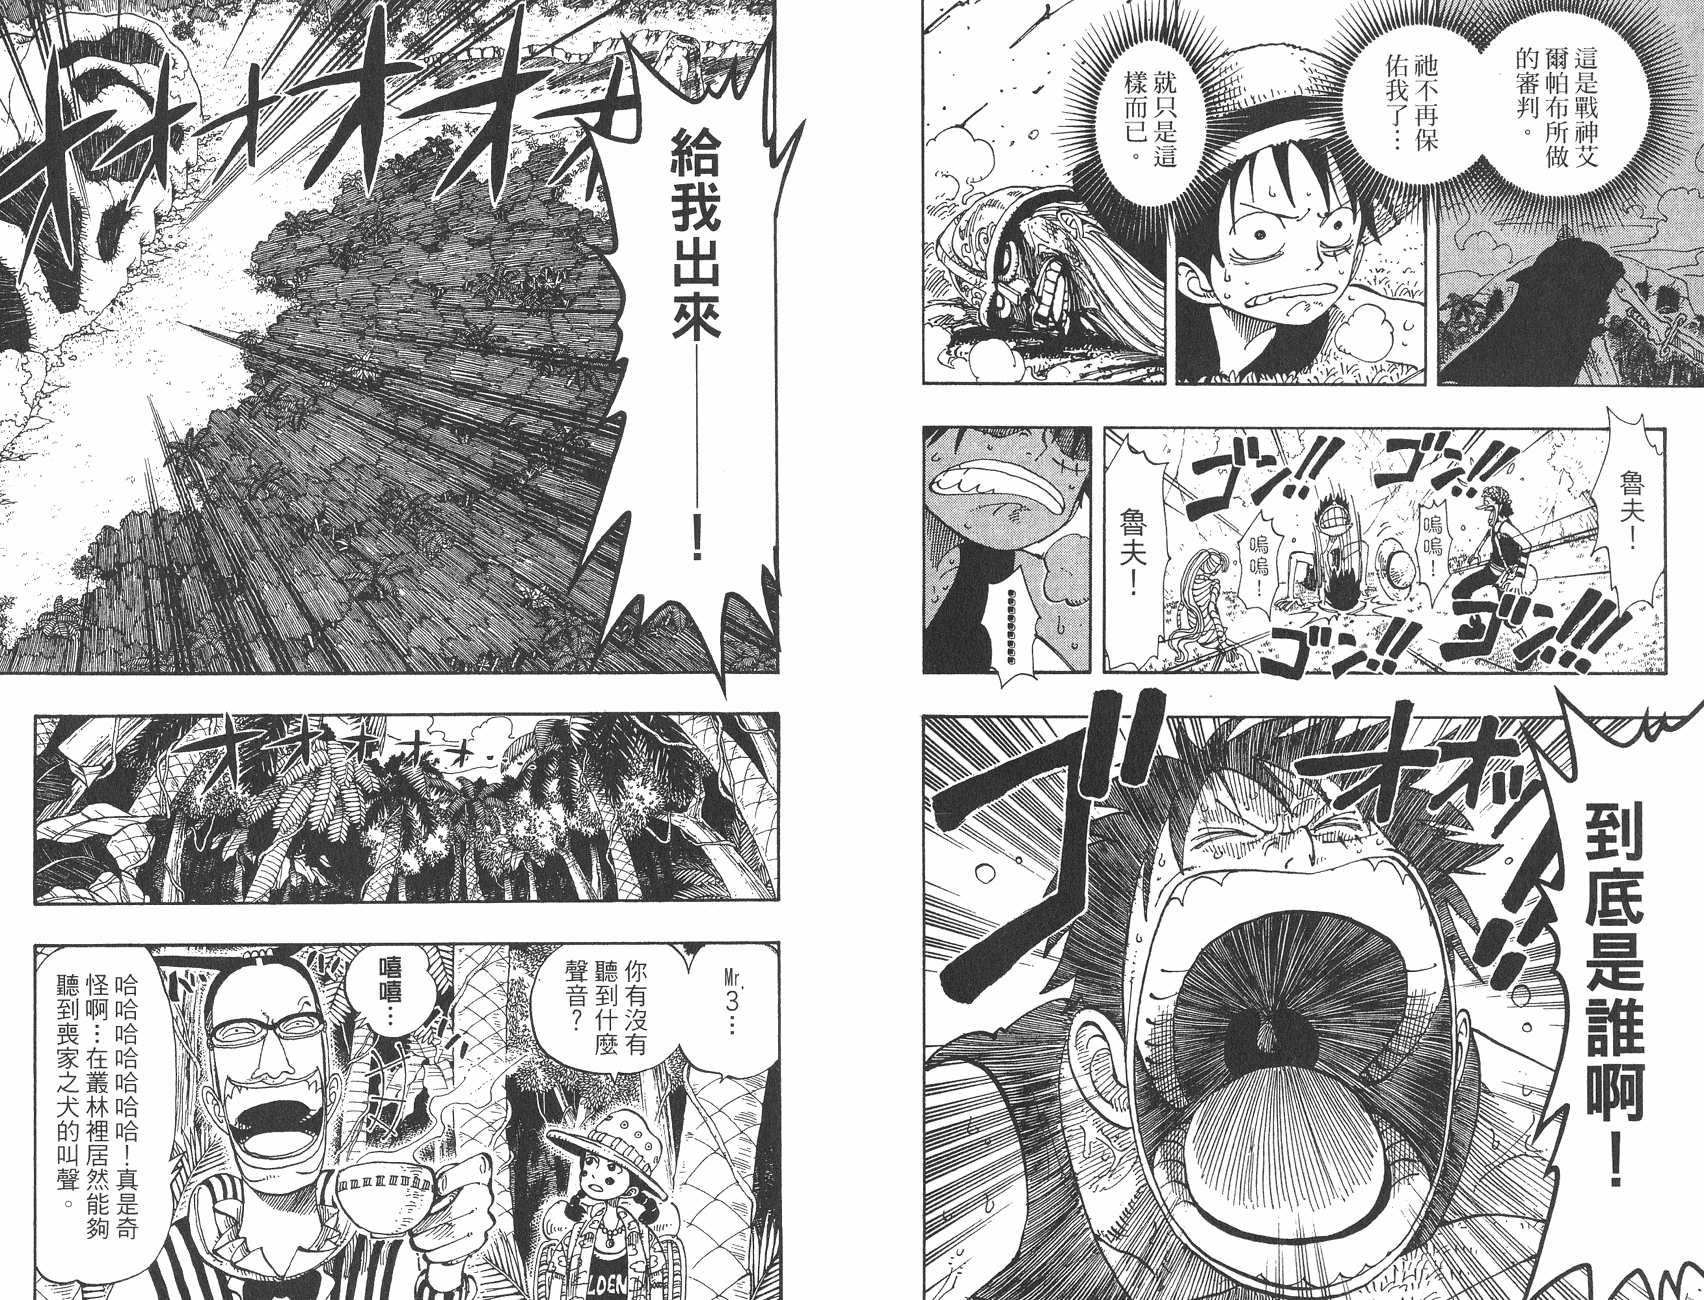 這是戰神艾
爾帕布所做
的審判。
祂不再保
佑我了…
就只是這
樣而已。
魯夫！
ゴン!!
嗚
嗚！
ゴン!!
嗚
嗚！
魯夫！
ゴン!!
ゴン!!
…………
到底是誰啊！
ドオオッ
給我出來——！
オオオオオオオ
オオオオオ
Mr.
3…
你有沒有
聽到什麼
聲音？
嘻
嘻…
哈哈哈哈哈哈哈！真是奇
怪啊…在叢林裡居然能夠
聽到喪家之犬的叫聲。
LDEN